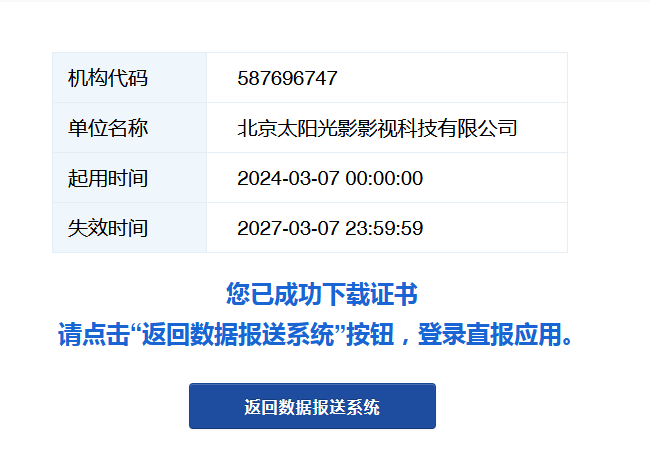 机构代码 587696747
单位名称 北京太阳光影影视科技有限公司
起用时间 2024-03-07 00:00:00
失效时间 2027-03-07 23:59:59
您已成功下载证书
请点击“返回数据报送系统”按钮，登录直报应用。
返回数据报送系统